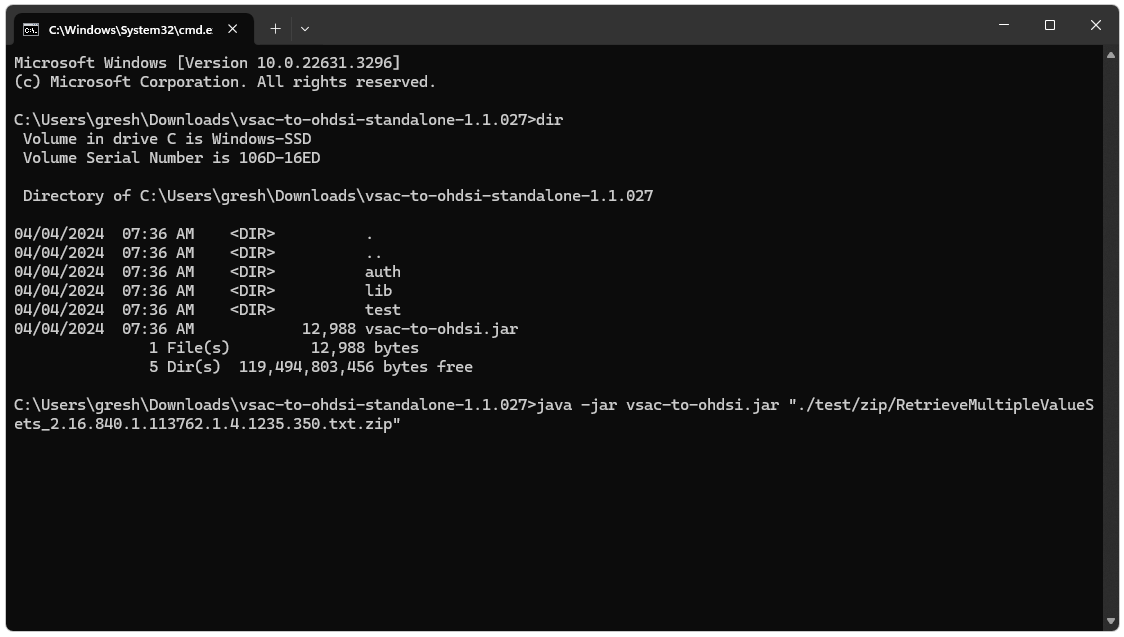 C:\Windows\System32\cmd.e
Microsoft Windows [Version 10.0.22631.3296]
(c) Microsoft Corporation. All rights reserved.

C:\Users\gresh\Downloads\vsac-to-ohdsi-standalone-1.1.027>dir
 Volume in drive C is Windows-SSD
 Volume Serial Number is 106D-16ED

 Directory of C:\Users\gresh\Downloads\vsac-to-ohdsi-standalone-1.1.027

04/04/2024  07:36 AM    <DIR>          .
04/04/2024  07:36 AM    <DIR>          ..
04/04/2024  07:36 AM    <DIR>          auth
04/04/2024  07:36 AM    <DIR>          lib
04/04/2024  07:36 AM    <DIR>          test
04/04/2024  07:36 AM            12,988 vsac-to-ohdsi.jar
               1 File(s)         12,988 bytes
               5 Dir(s)  119,494,803,456 bytes free

C:\Users\gresh\Downloads\vsac-to-ohdsi-standalone-1.1.027>java -jar vsac-to-ohdsi.jar "./test/zip/RetrieveMultipleValueS
ets_2.16.840.1.113762.1.4.1235.350.txt.zip"